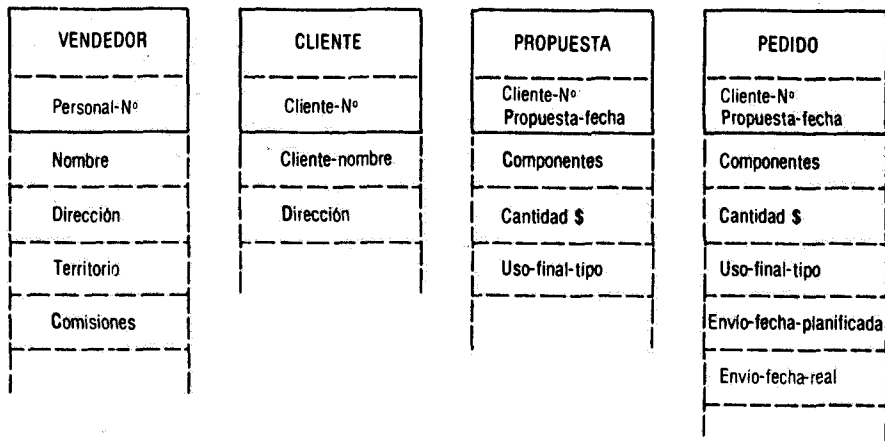 VENDEDOR
Personal-Nº
Nombre
Dirección
Territorio
Comisiones
CLIENTE
Cliente-Nº
Cliente-nombre
Dirección
PROPUESTA
Cliente-Nº
Propuesta-fecha
Componentes
Cantidad $
Uso-final-tipo
PEDIDO
Cliente-Nº
Propuesta-fecha
Componentes
Cantidad $
Uso-final-tipo
Envío-fecha-planificada
Envio-fecha-real